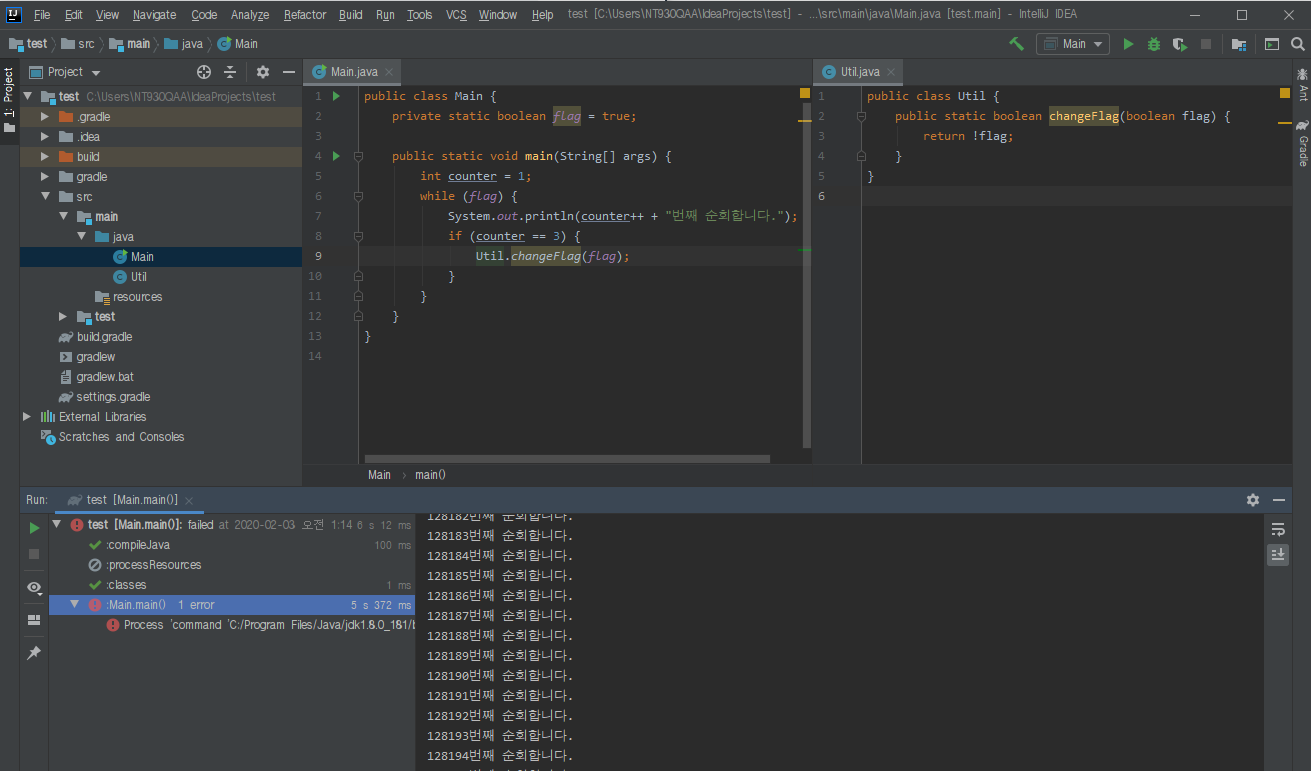 File Edit View Navigate Code Analyze Refactor Build Run Tools VCS Window Help test [C:\Users\NT930QAA\IdeaProjects\test] - ...\src\main\java\Main.java [test.main] - IntelliJ IDEA
test src main java Main
Main
1: Project
Project
test C:\Users\NT930QAA\IdeaProjects\test
.gradle
.idea
build
gradle
src
main
java
Main
Util
resources
test
build.gradle
gradlew
gradlew.bat
settings.gradle
External Libraries
Scratches and Consoles
Main.java
1 public class Main {
2 private static boolean flag = true;
3
4 public static void main(String[] args) {
5 int counter = 1;
6 while (flag) {
7 System.out.println(counter++ + "번째 순회합니다.");
8 if (counter == 3) {
9 Util.changeFlag(flag);
10 }
11 }
12 }
13 }
14
Main › main()
Util.java
1 public class Util {
2 public static boolean changeFlag(boolean flag) {
3 return !flag;
4 }
5 }
6
Ant
Gradle
Run: test [Main.main()]
test [Main.main()]: failed at 2020-02-03 오전 1:14 6 s 12 ms
:compileJava 100 ms
:processResources
:classes 1 ms
:Main.main() 1 error 5 s 372 ms
Process 'command 'C:/Program Files/Java/jdk1.8.0_181/
128182번째 순회합니다.
128183번째 순회합니다.
128184번째 순회합니다.
128185번째 순회합니다.
128186번째 순회합니다.
128187번째 순회합니다.
128188번째 순회합니다.
128189번째 순회합니다.
128190번째 순회합니다.
128191번째 순회합니다.
128192번째 순회합니다.
128193번째 순회합니다.
128194번째 순회합니다.